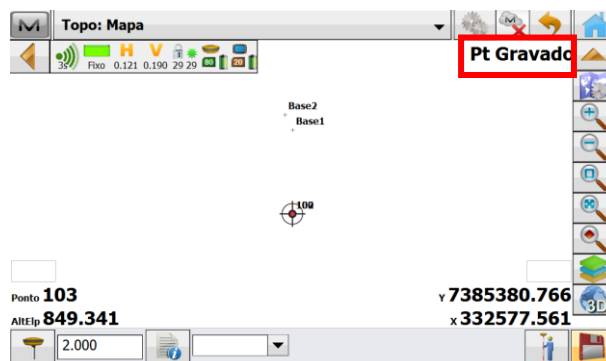 M Topo: Mapa
3s Fixo H 0.121 V 0.190 29 29 80 20
Pt Gravado
Base2
Base1
Ponto 103
Y 7385380.766
AltElp 849.341
X 332577.561
3D
2.000